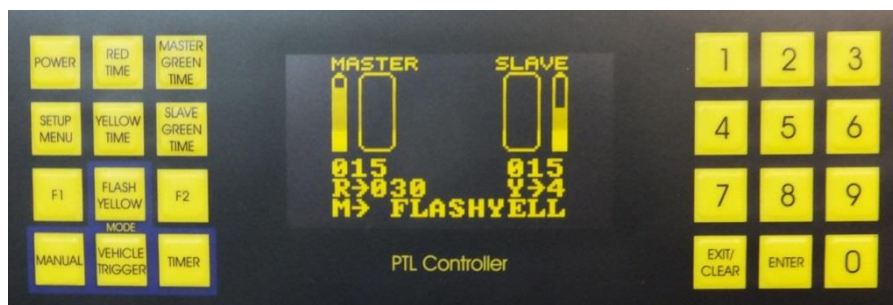 POWER
RED TIME
MASTER GREEN TIME
SETUP MENU
YELLOW TIME
SLAVE GREEN TIME
F1
FLASH YELLOW
F2
MODE
MANUAL
VEHICLE TRIGGER
TIMER
MASTER SLAVE
015 015
R→030 Y→4
M→ FLASHYELL
PTL Controller
1 2 3
4 5 6
7 8 9
EXIT/ CLEAR ENTER 0